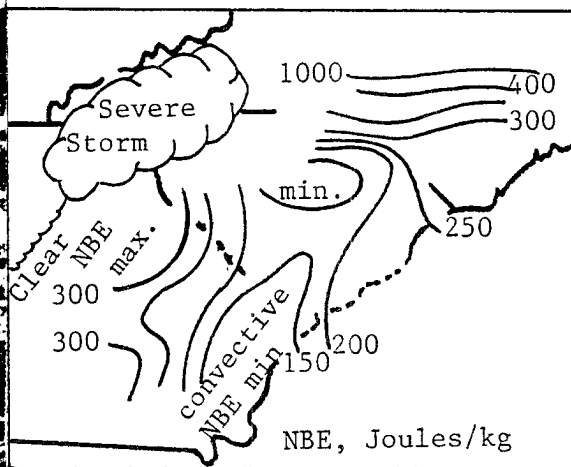 1000
400
300
Severe
Storm
min.
250
Clear
NBE
max.
300
300
convective
NBE min
150
200
NBE, Joules/kg